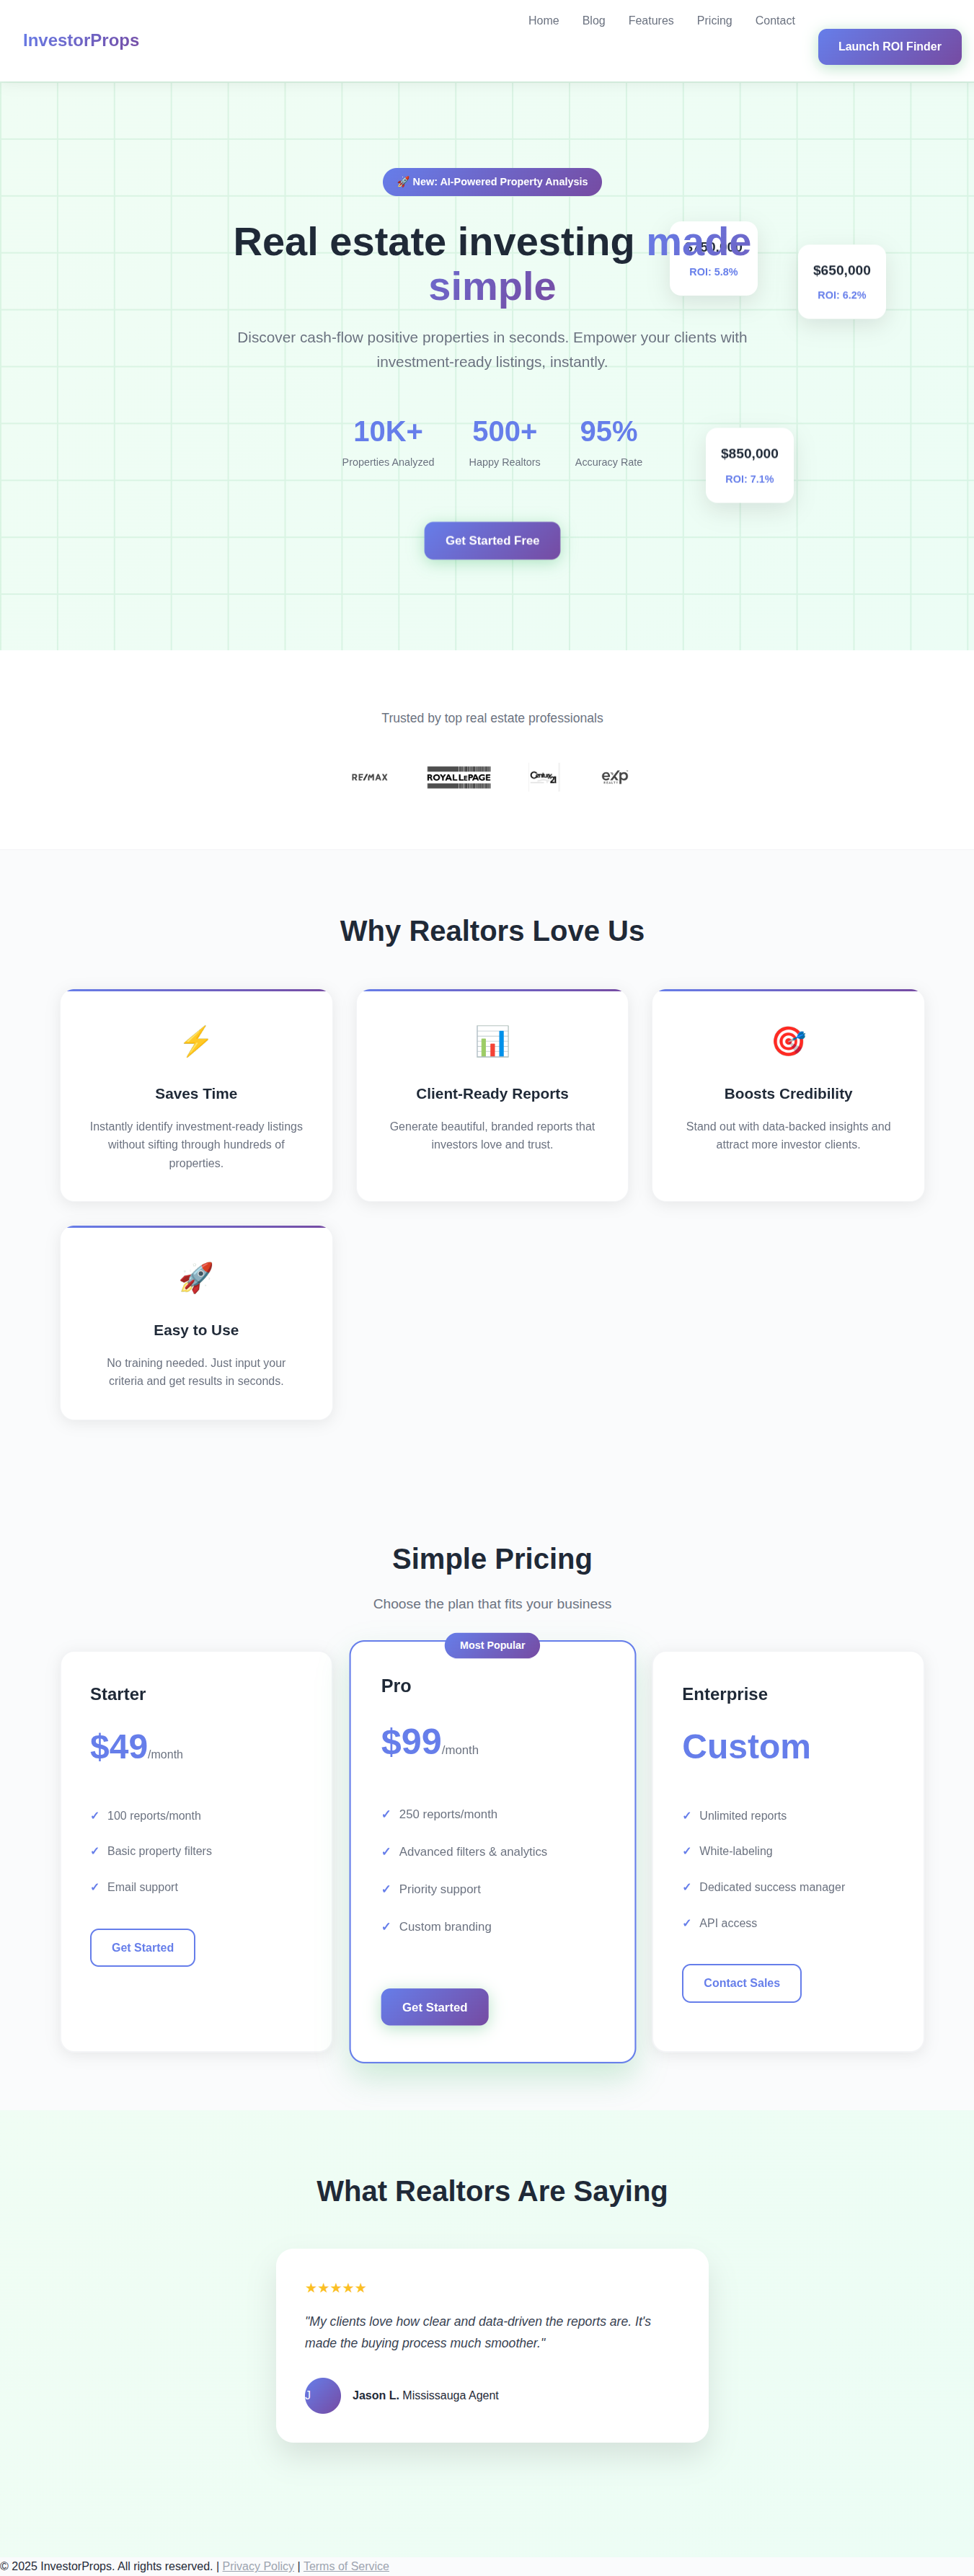 InvestorProps
Home Blog Features Pricing Contact
Launch ROI Finder
🚀 New: AI-Powered Property Analysis
Real estate investing made
simple
ROI: 5.8%
$650,000
ROI: 6.2%
Discover cash-flow positive properties in seconds. Empower your clients with
investment-ready listings, instantly.
10K+ 500+ 95%
Properties Analyzed Happy Realtors Accuracy Rate
$850,000
ROI: 7.1%
Get Started Free
Trusted by top real estate professionals
RE/MAX ROYAL LEPAGE Century 21 exp
REALTY
Why Realtors Love Us
Saves Time
Instantly identify investment-ready listings
without sifting through hundreds of
properties.
Client-Ready Reports
Generate beautiful, branded reports that
investors love and trust.
Boosts Credibility
Stand out with data-backed insights and
attract more investor clients.
Easy to Use
No training needed. Just input your
criteria and get results in seconds.
Simple Pricing
Choose the plan that fits your business
Starter
$49/month
✓ 100 reports/month
✓ Basic property filters
✓ Email support
Get Started
Most Popular
Pro
$99/month
✓ 250 reports/month
✓ Advanced filters & analytics
✓ Priority support
✓ Custom branding
Get Started
Enterprise
Custom
✓ Unlimited reports
✓ White-labeling
✓ Dedicated success manager
✓ API access
Contact Sales
What Realtors Are Saying
★★★★★
"My clients love how clear and data-driven the reports are. It's
made the buying process much smoother."
J
Jason L. Mississauga Agent
© 2025 InvestorProps. All rights reserved. | Privacy Policy | Terms of Service